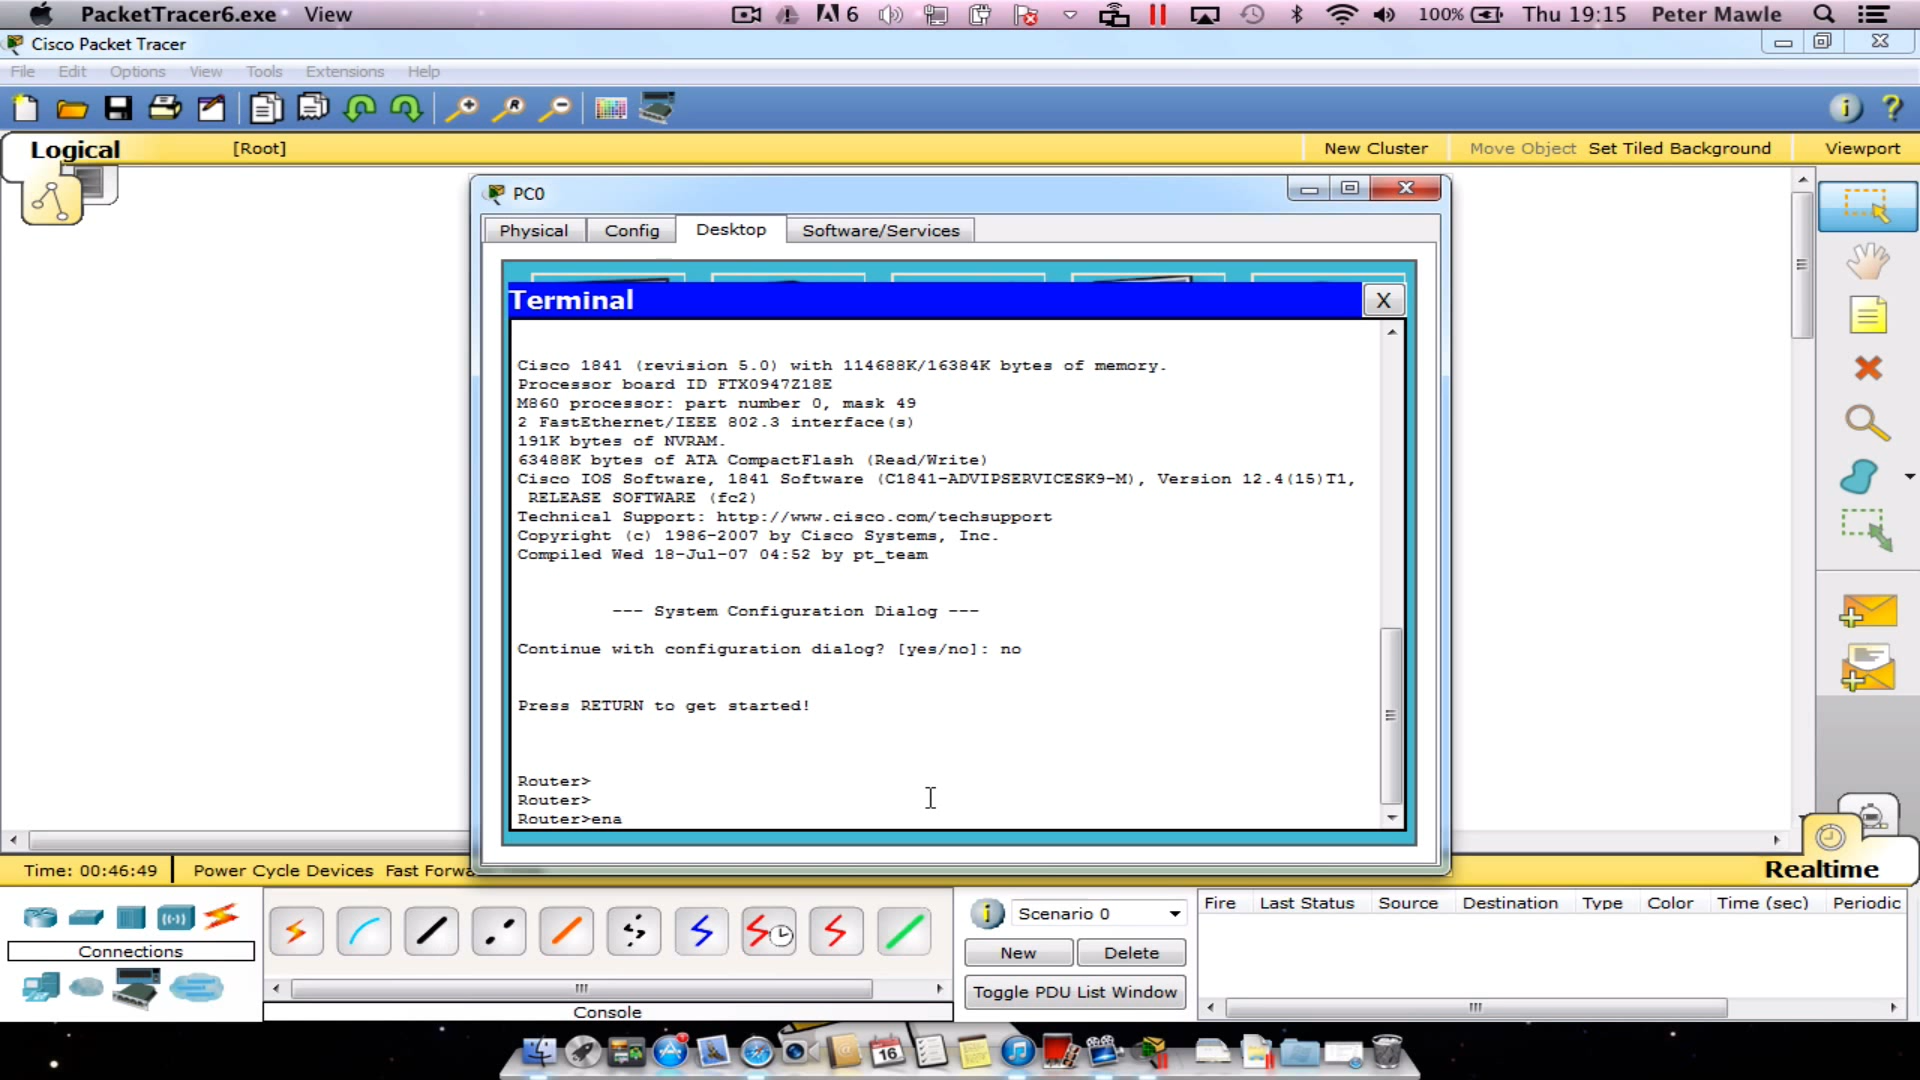 PacketTracer6.exe View 6 100% Thu 19:15 Peter Mawle
Cisco Packet Tracer
File Edit Options View Tools Extensions Help
Logical [Root] New Cluster Move Object Set Tiled Background Viewport
PC0
Physical Config Desktop Software/Services
Terminal X
Cisco 1841 (revision 5.0) with 114688K/16384K bytes of memory.
Processor board ID FTX0947Z18E
M860 processor: part number 0, mask 49
2 FastEthernet/IEEE 802.3 interface(s)
191K bytes of NVRAM.
63488K bytes of ATA CompactFlash (Read/Write)
Cisco IOS Software, 1841 Software (C1841-ADVIPSERVICESK9-M), Version 12.4(15)T1,
RELEASE SOFTWARE (fc2)
Technical Support: http://www.cisco.com/techsupport
Copyright (c) 1986-2007 by Cisco Systems, Inc.
Compiled Wed 18-Jul-07 04:52 by pt_team
--- System Configuration Dialog ---
Continue with configuration dialog? [yes/no]: no
Press RETURN to get started!
Router>
Router>
Router>ena
Time: 00:46:49 Power Cycle Devices Fast Forw
Realtime
Connections
Console
Scenario 0
New Delete
Toggle PDU List Window
Fire Last Status Source Destination Type Color Time (sec) Periodic
16